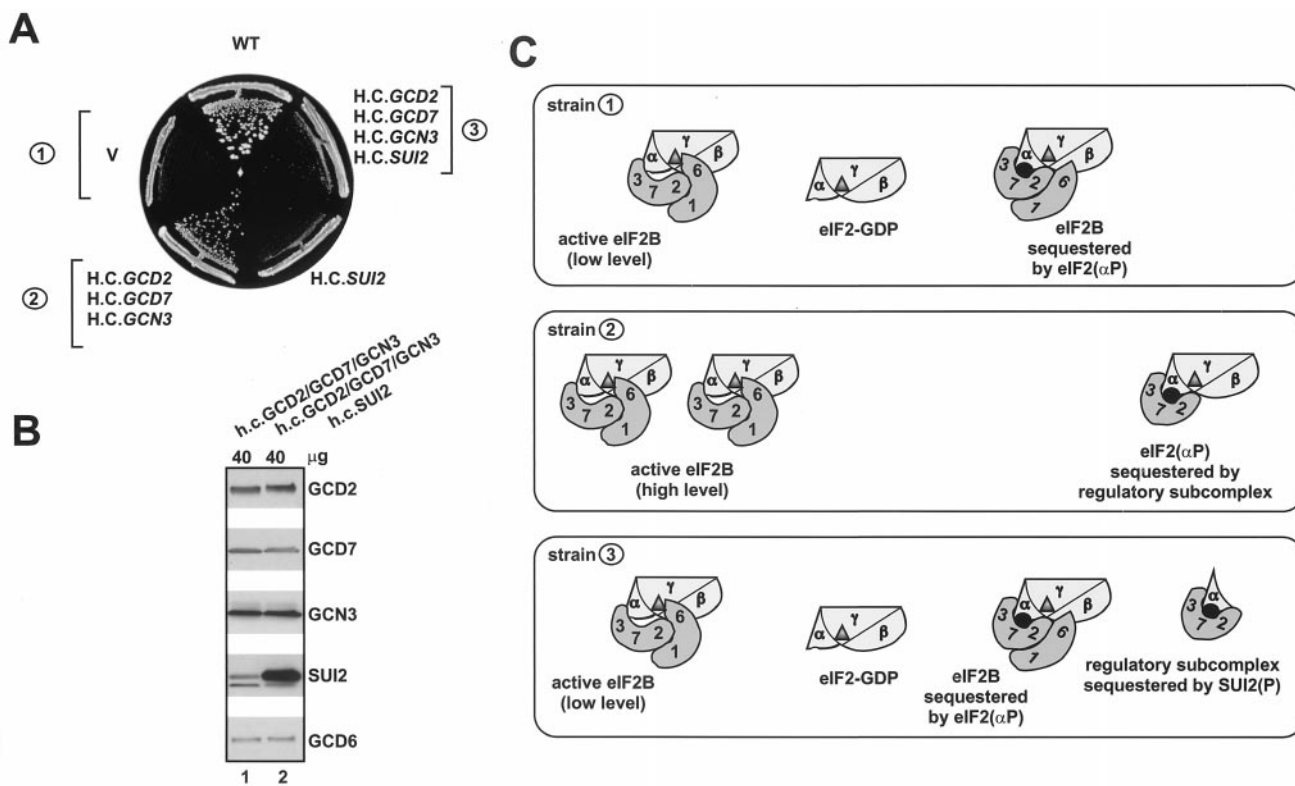 A
WT
H.C.GCD2
H.C.GCD7
H.C.GCN3
H.C.SUI2
3
1
V
2
H.C.GCD2
H.C.GCD7
H.C.GCN3
H.C.SUI2
B
h.c.GCD2/GCD7/GCN3
h.c.GCD2/GCD7/GCN3
h.c.SUI2
40 40 μg
GCD2
GCD7
GCN3
SUI2
GCD6
1 2
C
strain 1
α γ β
3 7 2 6 1
active eIF2B
(low level)
α γ β
eIF2-GDP
α γ β
3 7 2 6 1
eIF2B
sequestered
by eIF2(αP)
strain 2
α γ β
3 7 2 6 1
α γ β
3 7 2 6 1
active eIF2B
(high level)
α γ β
3 7 2
eIF2(αP)
sequestered by
regulatory subcomplex
strain 3
α γ β
3 7 2 6 1
active eIF2B
(low level)
α γ β
eIF2-GDP
α γ β
3 7 2 6 1
eIF2B
sequestered
by eIF2(αP)
α
3 7 2
regulatory subcomplex
sequestered by SUI2(P)